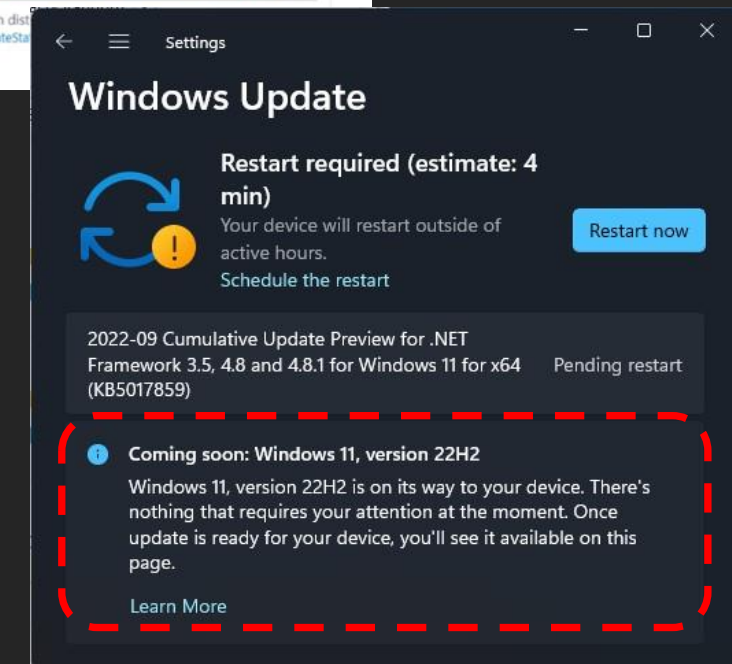 n dist
ateSta
Settings
Windows Update
Restart required (estimate: 4
min)
Your device will restart outside of
active hours.
Schedule the restart
Restart now
2022-09 Cumulative Update Preview for .NET
Framework 3.5, 4.8 and 4.8.1 for Windows 11 for x64
(KB5017859)
Pending restart
Coming soon: Windows 11, version 22H2
Windows 11, version 22H2 is on its way to your device. There's
nothing that requires your attention at the moment. Once
update is ready for your device, you'll see it available on this
page.
Learn More